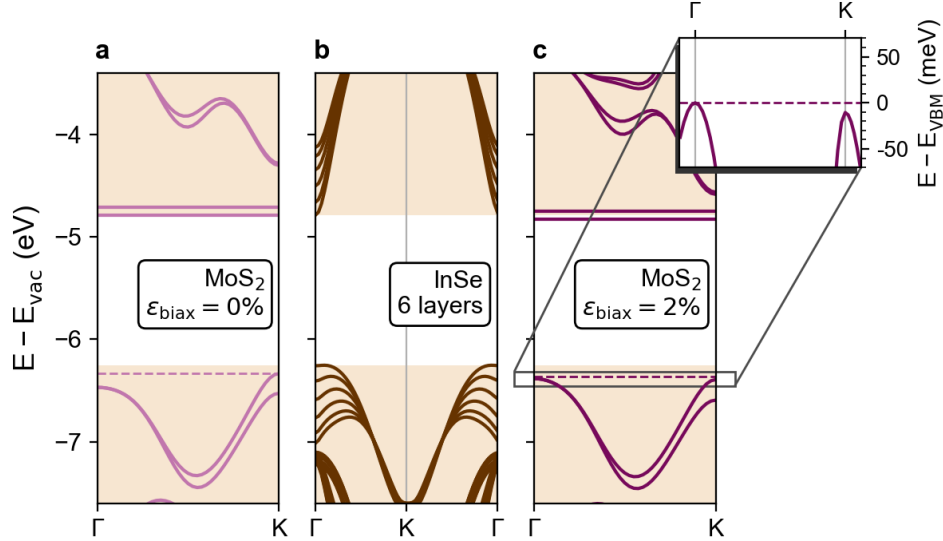 a
b
c
Γ K
50
0
-50
E − E_VBM (meV)
−4
−5
−6
−7
E − E_vac (eV)
MoS₂
ε_biax = 0%
InSe
6 layers
MoS₂
ε_biax = 2%
Γ K
Γ K Γ
Γ K